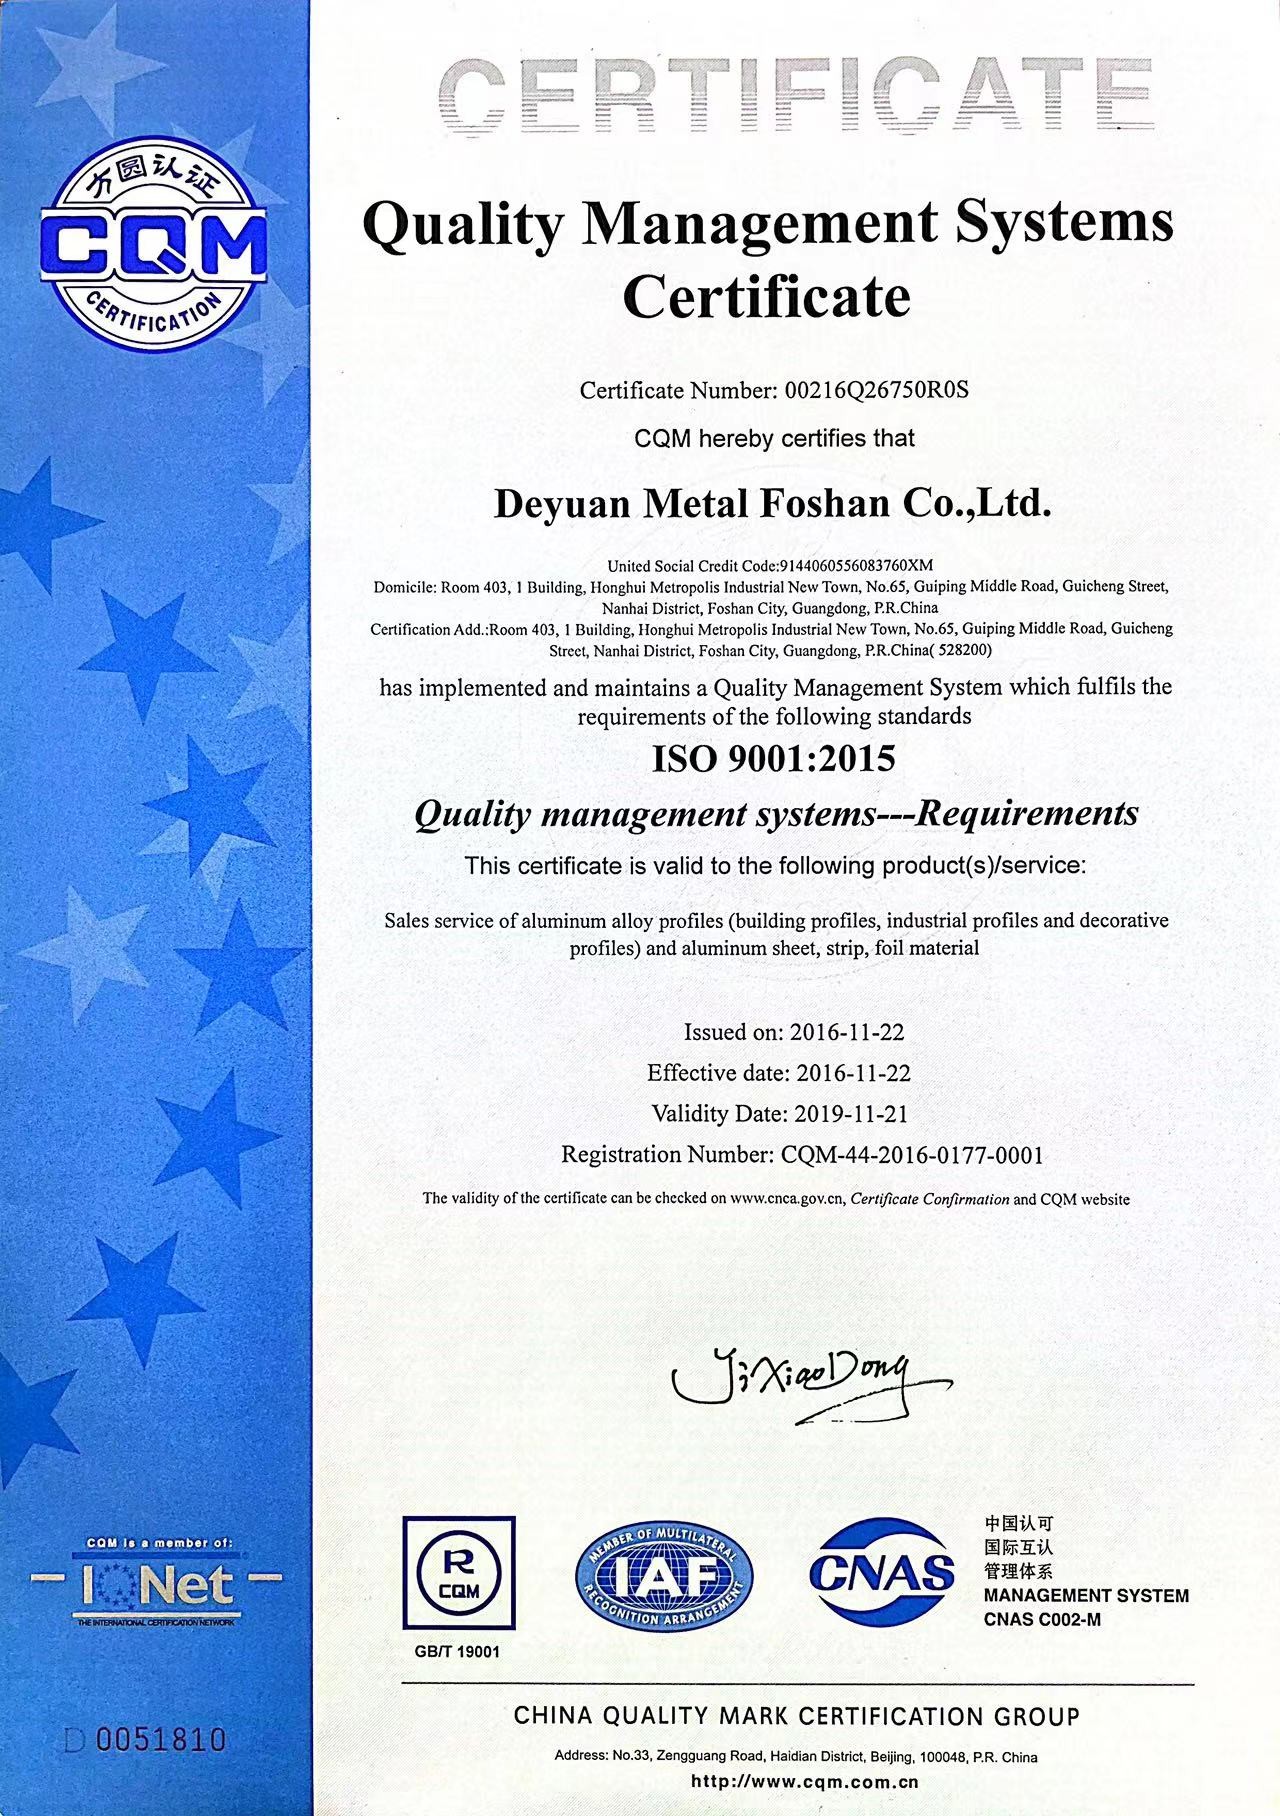 CERTIFICATE
方圆认证
CQM
CERTIFICATION
Quality Management Systems
Certificate
Certificate Number: 00216Q26750R0S
CQM hereby certifies that
Deyuan Metal Foshan Co.,Ltd.
United Social Credit Code:9144060556083760XM
Domicile: Room 403, 1 Building, Honghui Metropolis Industrial New Town, No.65, Guiping Middle Road, Guicheng Street,
Nanhai District, Foshan City, Guangdong, P.R.China
Certification Add.:Room 403, 1 Building, Honghui Metropolis Industrial New Town, No.65, Guiping Middle Road, Guicheng
Street, Nanhai District, Foshan City, Guangdong, P.R.China( 528200)
has implemented and maintains a Quality Management System which fulfils the
requirements of the following standards
ISO 9001:2015
Quality management systems---Requirements
This certificate is valid to the following product(s)/service:
Sales service of aluminum alloy profiles (building profiles, industrial profiles and decorative
profiles) and aluminum sheet, strip, foil material
Issued on: 2016-11-22
Effective date: 2016-11-22
Validity Date: 2019-11-21
Registration Number: CQM-44-2016-0177-0001
The validity of the certificate can be checked on www.cnca.gov.cn, Certificate Confirmation and CQM website
Yi XiaoDong
CQM is a member of:
IQNet
THE INTERNATIONAL CERTIFICATION NETWORK
D 0051810
R
CQM
GB/T 19001
MEMBER OF MULTILATERAL
IAF
RECOGNITION ARRANGEMENT
CNAS
中国认可
国际互认
管理体系
MANAGEMENT SYSTEM
CNAS C002-M
CHINA QUALITY MARK CERTIFICATION GROUP
Address: No.33, Zengguang Road, Haidian District, Beijing, 100048, P.R. China
http://www.cqm.com.cn